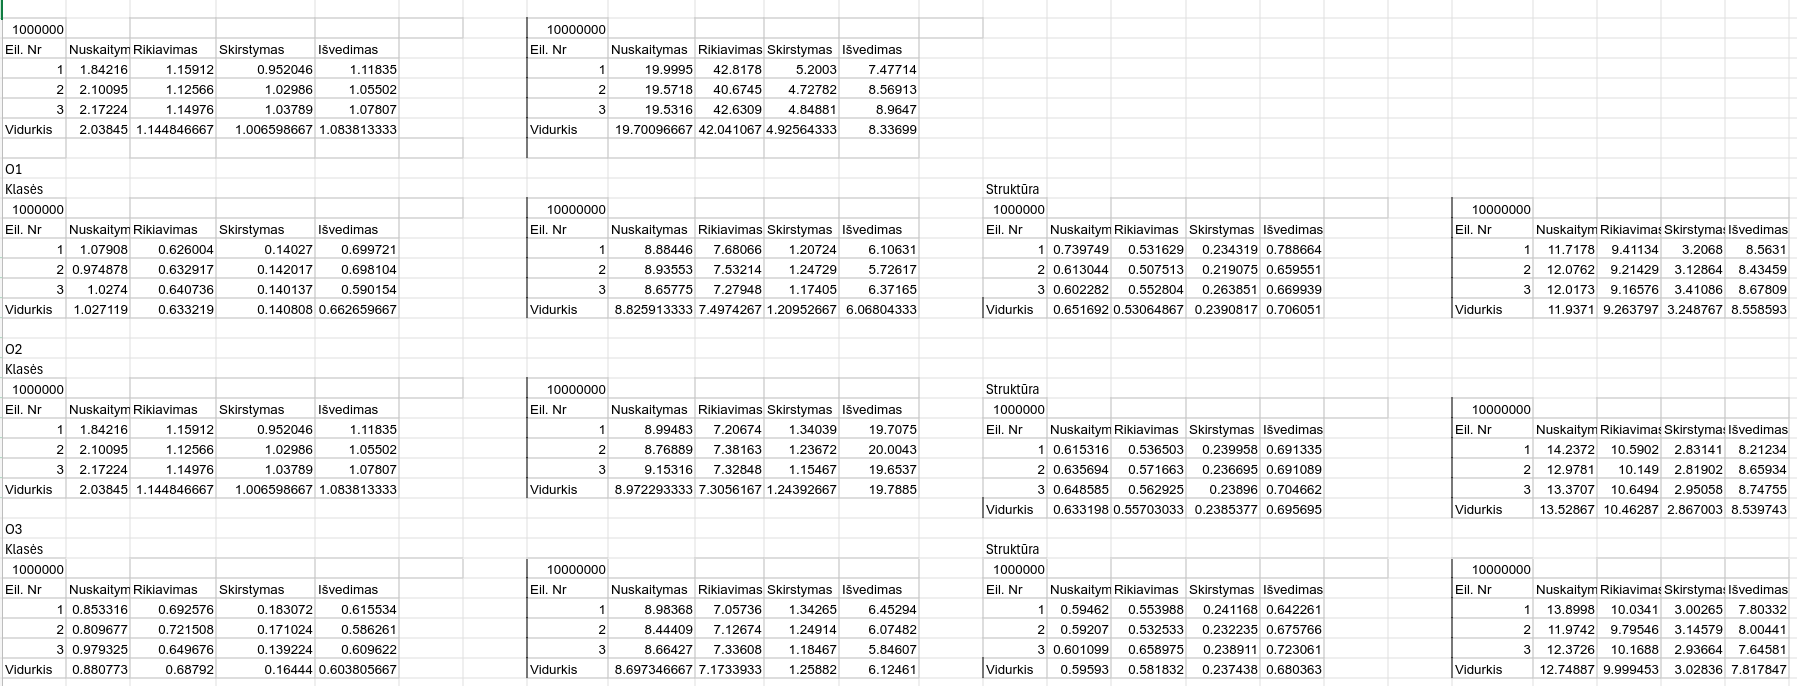 1000000 10000000
Eil. Nr Nuskaitym Rikiavimas Skirstymas Išvedimas Eil. Nr Nuskaitymas Rikiavimas Skirstymas Išvedimas
1 1.84216 1.15912 0.952046 1.11835 1 19.9995 42.8178 5.2003 7.47714
2 2.10095 1.12566 1.02986 1.05502 2 19.5718 40.6745 4.72782 8.56913
3 2.17224 1.14976 1.03789 1.07807 3 19.5316 42.6309 4.84881 8.9647
Vidurkis 2.03845 1.144846667 1.006598667 1.083813333 Vidurkis 19.70096667 42.041067 4.92564333 8.33699
O1
Klasės Struktūra
1000000 10000000 1000000 10000000
Eil. Nr Nuskaitym Rikiavimas Skirstymas Išvedimas Eil. Nr Nuskaitymas Rikiavimas Skirstymas Išvedimas Eil. Nr Nuskaitym Rikiavimas Skirstymas Išvedimas Eil. Nr Nuskaitym Rikiavimas Skirstymas Išvedimas
1 1.07908 0.626004 0.14027 0.699721 1 8.88446 7.68066 1.20724 6.10631 1 0.739749 0.531629 0.234319 0.788664 1 11.7178 9.41134 3.2068 8.5631
2 0.974878 0.632917 0.142017 0.698104 2 8.93553 7.53214 1.24729 5.72617 2 0.613044 0.507513 0.219075 0.659551 2 12.0762 9.21429 3.12864 8.43459
3 1.0274 0.640736 0.140137 0.590154 3 8.65775 7.27948 1.17405 6.37165 3 0.602282 0.552804 0.263851 0.669939 3 12.0173 9.16576 3.41086 8.67809
Vidurkis 1.027119 0.633219 0.140808 0.662659667 Vidurkis 8.825913333 7.4974267 1.20952667 6.06804333 Vidurkis 0.651692 0.53064867 0.2390817 0.706051 Vidurkis 11.9371 9.263797 3.248767 8.558593
O2
Klasės
1000000 10000000 Struktūra
Eil. Nr Nuskaitym Rikiavimas Skirstymas Išvedimas Eil. Nr Nuskaitymas Rikiavimas Skirstymas Išvedimas 1000000 10000000
1 1.84216 1.15912 0.952046 1.11835 1 8.99483 7.20674 1.34039 19.7075 Eil. Nr Nuskaitym Rikiavimas Skirstymas Išvedimas Eil. Nr Nuskaitym Rikiavimas Skirstymas Išvedimas
2 2.10095 1.12566 1.02986 1.05502 2 8.76889 7.38163 1.23672 20.0043 1 0.615316 0.536503 0.239958 0.691335 1 14.2372 10.5902 2.83141 8.21234
3 2.17224 1.14976 1.03789 1.07807 3 9.15316 7.32848 1.15467 19.6537 2 0.635694 0.571663 0.236695 0.691089 2 12.9781 10.149 2.81902 8.65934
Vidurkis 2.03845 1.144846667 1.006598667 1.083813333 Vidurkis 8.972293333 7.3056167 1.24392667 19.7885 3 0.648585 0.562925 0.23896 0.704662 3 13.3707 10.6494 2.95058 8.74755
Vidurkis 0.633198 0.55703033 0.2385377 0.695695 Vidurkis 13.52867 10.46287 2.867003 8.539743
O3
Klasės Struktūra
1000000 10000000 1000000 10000000
Eil. Nr Nuskaitym Rikiavimas Skirstymas Išvedimas Eil. Nr Nuskaitymas Rikiavimas Skirstymas Išvedimas Eil. Nr Nuskaitym Rikiavimas Skirstymas Išvedimas Eil. Nr Nuskaitym Rikiavimas Skirstymas Išvedimas
1 0.853316 0.692576 0.183072 0.615534 1 8.98368 7.05736 1.34265 6.45294 1 0.59462 0.553988 0.241168 0.642261 1 13.8998 10.0341 3.00265 7.80332
2 0.809677 0.721508 0.171024 0.586261 2 8.44409 7.12674 1.24914 6.07482 2 0.59207 0.532533 0.232235 0.675766 2 11.9742 9.79546 3.14579 8.00441
3 0.979325 0.649676 0.139224 0.609622 3 8.66427 7.33608 1.18467 5.84607 3 0.601099 0.658975 0.238911 0.723061 3 12.3726 10.1688 2.93664 7.64581
Vidurkis 0.880773 0.68792 0.16444 0.603805667 Vidurkis 8.697346667 7.1733933 1.25882 6.12461 Vidurkis 0.59593 0.581832 0.237438 0.680363 Vidurkis 12.74887 9.999453 3.02836 7.817847